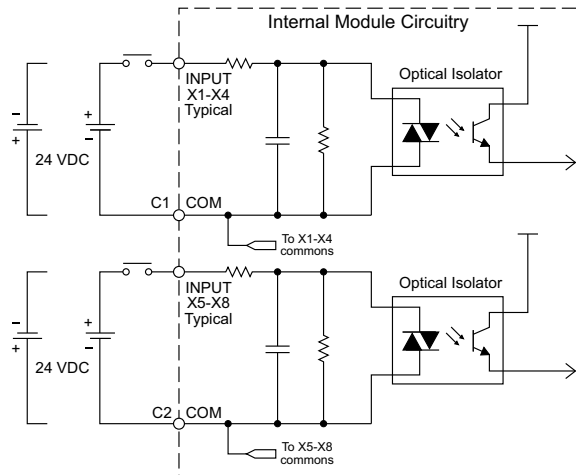 Internal Module Circuitry
INPUT
X1-X4
Typical
Optical Isolator
−
+
+
−
24 VDC
C1
COM
To X1-X4
commons
INPUT
X5-X8
Typical
Optical Isolator
−
+
+
−
24 VDC
C2
COM
To X5-X8
commons